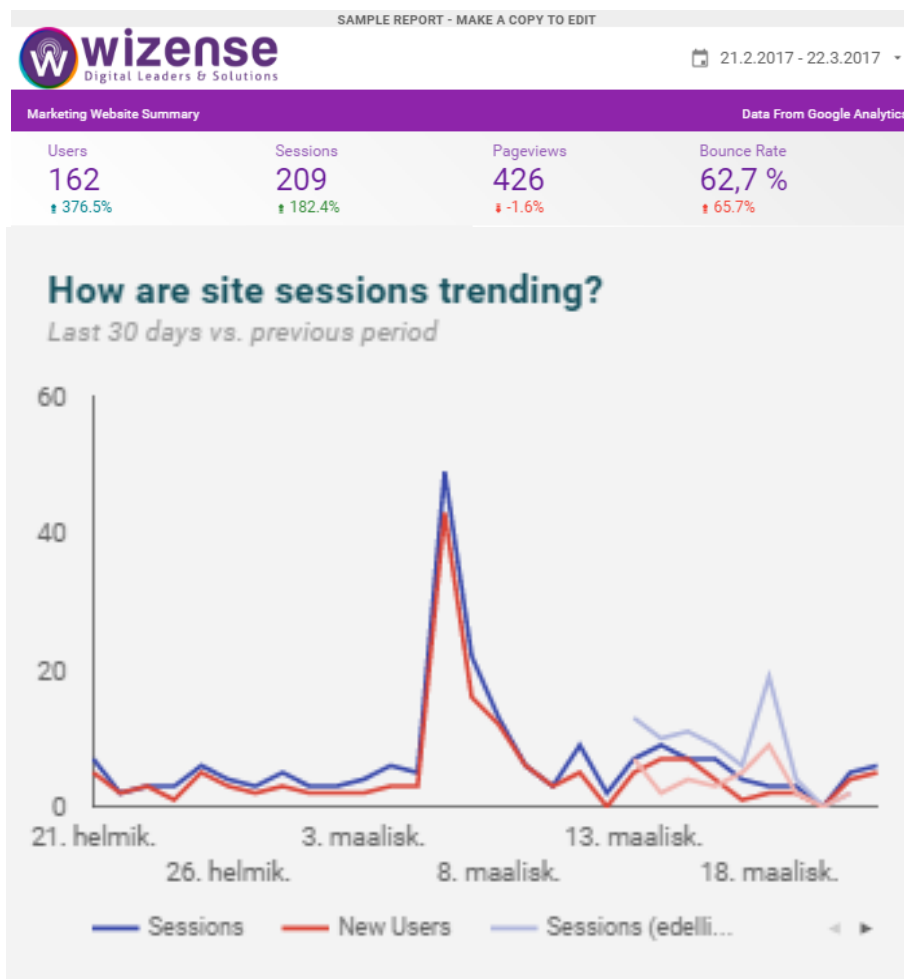 SAMPLE REPORT - MAKE A COPY TO EDIT
wizense
Digital Leaders & Solutions
21.2.2017 - 22.3.2017
Marketing Website Summary Data From Google Analytics
Users Sessions Pageviews Bounce Rate
162 209 426 62,7 %
376.5% 182.4% -1.6% 65.7%
How are site sessions trending?
Last 30 days vs. previous period
60
40
20
0
21. helmik. 3. maalisk. 13. maalisk.
26. helmik. 8. maalisk. 18. maalisk.
Sessions New Users Sessions (edelli...